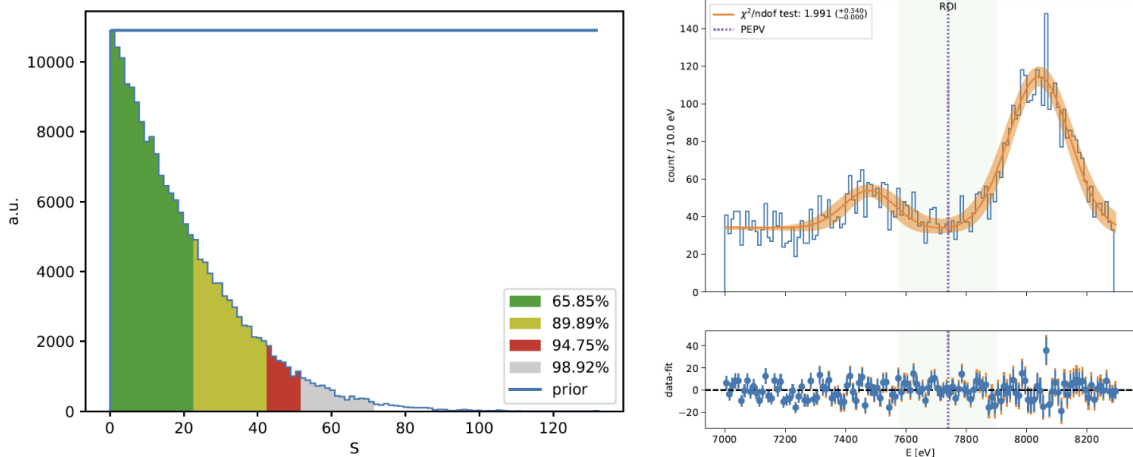 10000
8000
6000
4000
2000
0
a.u.
0 20 40 60 80 100 120
S
65.85%
89.89%
94.75%
98.92%
prior
χ²/ndof test: 1.991 (+0.340 −0.000)
PEPV
ROI
140
120
100
80
60
40
20
0
count / 10.0 eV
40
20
0
−20
data-fit
7000 7200 7400 7600 7800 8000 8200
E [eV]